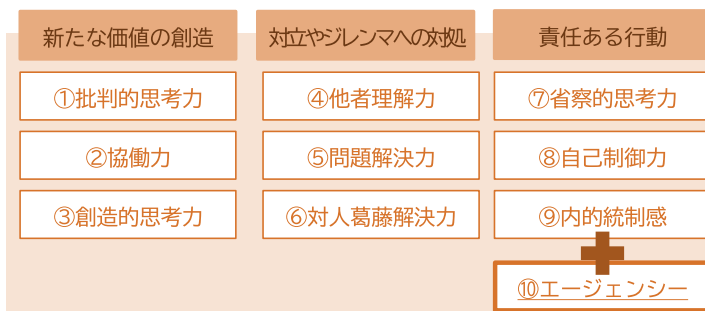 新たな価値の創造
①批判的思考力
②協働力
③創造的思考力
対立やジレンマへの対処
④他者理解力
⑤問題解決力
⑥対人葛藤解決力
責任ある行動
⑦省察的思考力
⑧自己制御力
⑨内的統制感
⑩エージェンシー